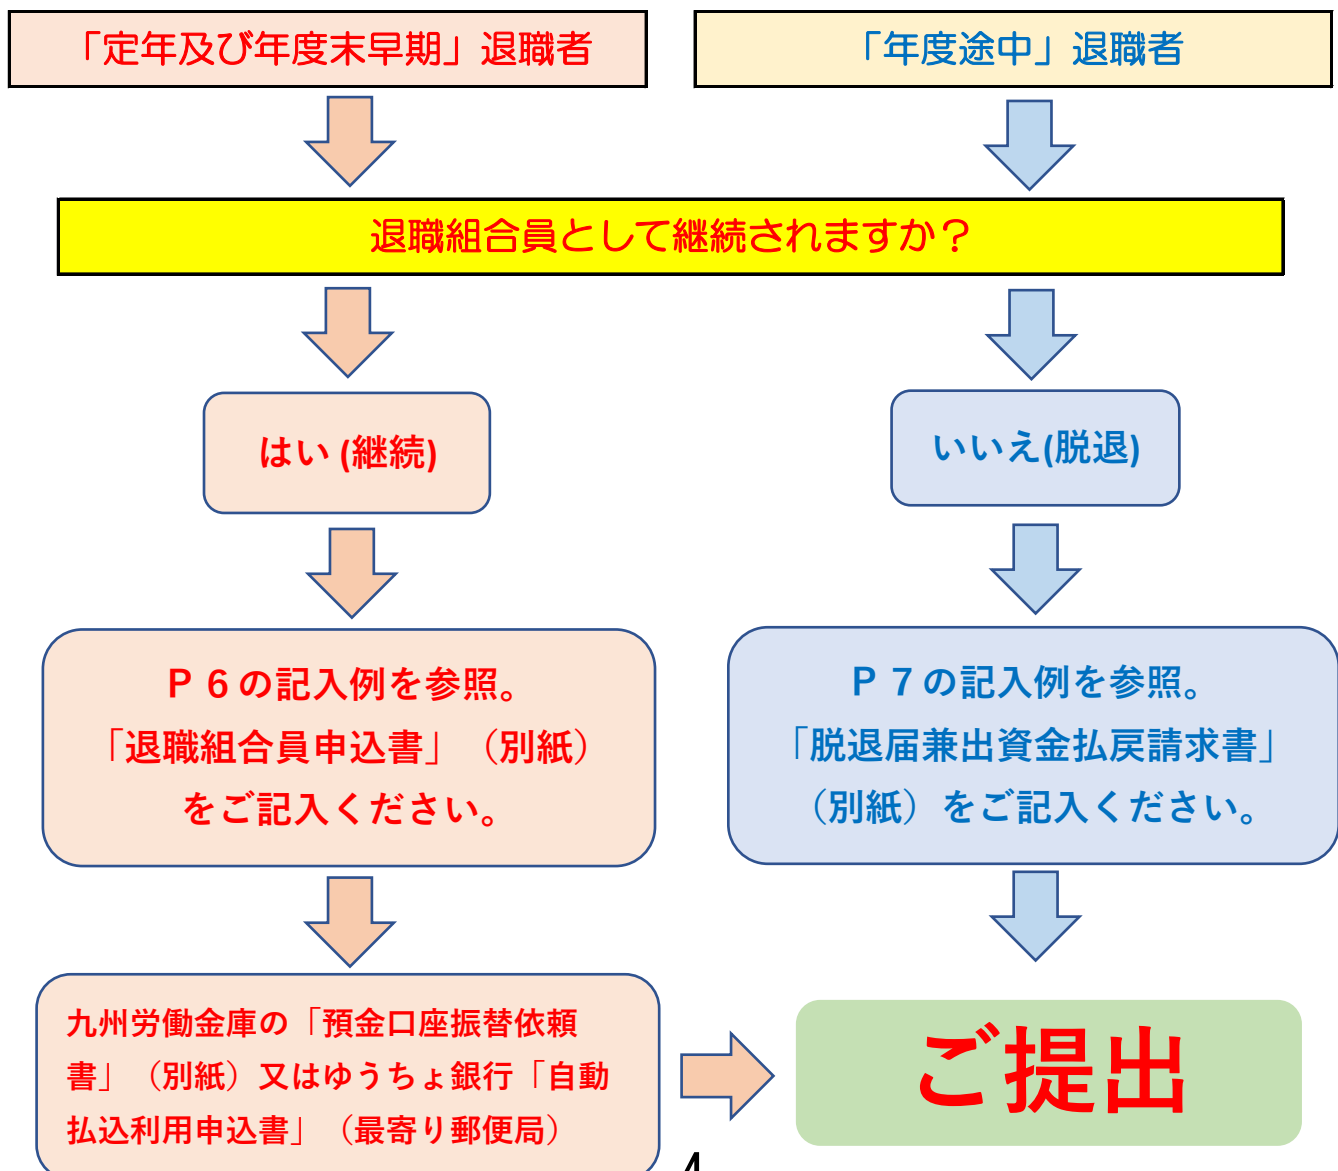 「定年及び年度末早期」退職者
「年度途中」退職者
退職組合員として継続されますか？
はい (継続)
いいえ(脱退)
Ｐ６の記入例を参照。
「退職組合員申込書」（別紙）
をご記入ください。
Ｐ７の記入例を参照。
「脱退届兼出資金払戻請求書」
（別紙）をご記入ください。
九州労働金庫の「預金口座振替依頼
書」（別紙）又はゆうちょ銀行「自動
払込利用申込書」（最寄り郵便局）
ご提出
4